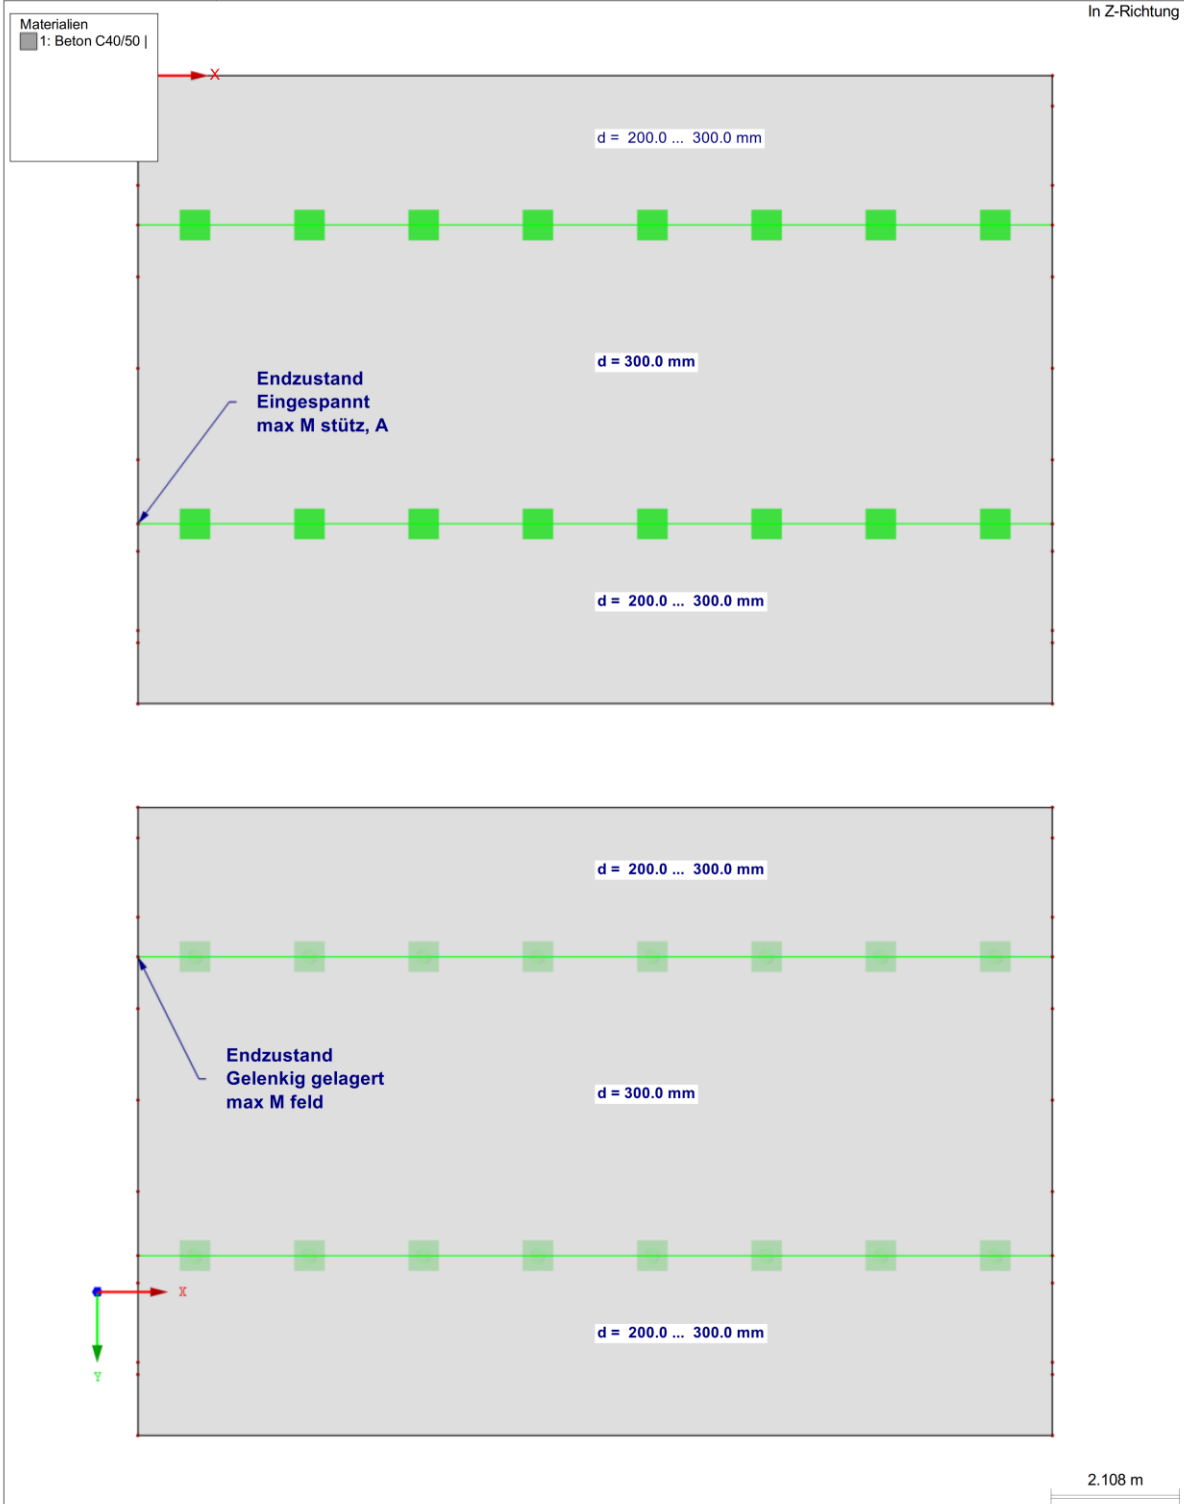 In Z-Richtung
Materialien
1: Beton C40/50 |
X
d = 200.0 ... 300.0 mm
d = 300.0 mm
Endzustand
Eingespannt
max M stütz, A
d = 200.0 ... 300.0 mm
d = 200.0 ... 300.0 mm
Endzustand
Gelenkig gelagert
max M feld
d = 300.0 mm
X
d = 200.0 ... 300.0 mm
Y
2.108 m